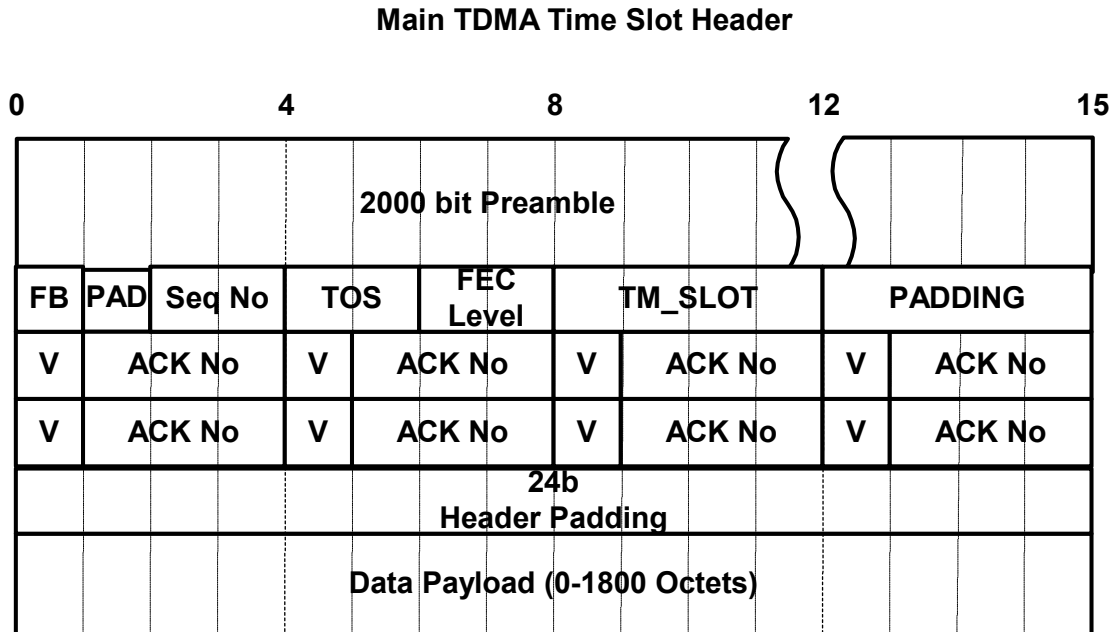 Main TDMA Time Slot Header
0 4 8 12 15
2000 bit Preamble
FB PAD Seq No TOS FEC Level TM_SLOT PADDING
V ACK No V ACK No V ACK No V ACK No
V ACK No V ACK No V ACK No V ACK No
24b
Header Padding
Data Payload (0-1800 Octets)